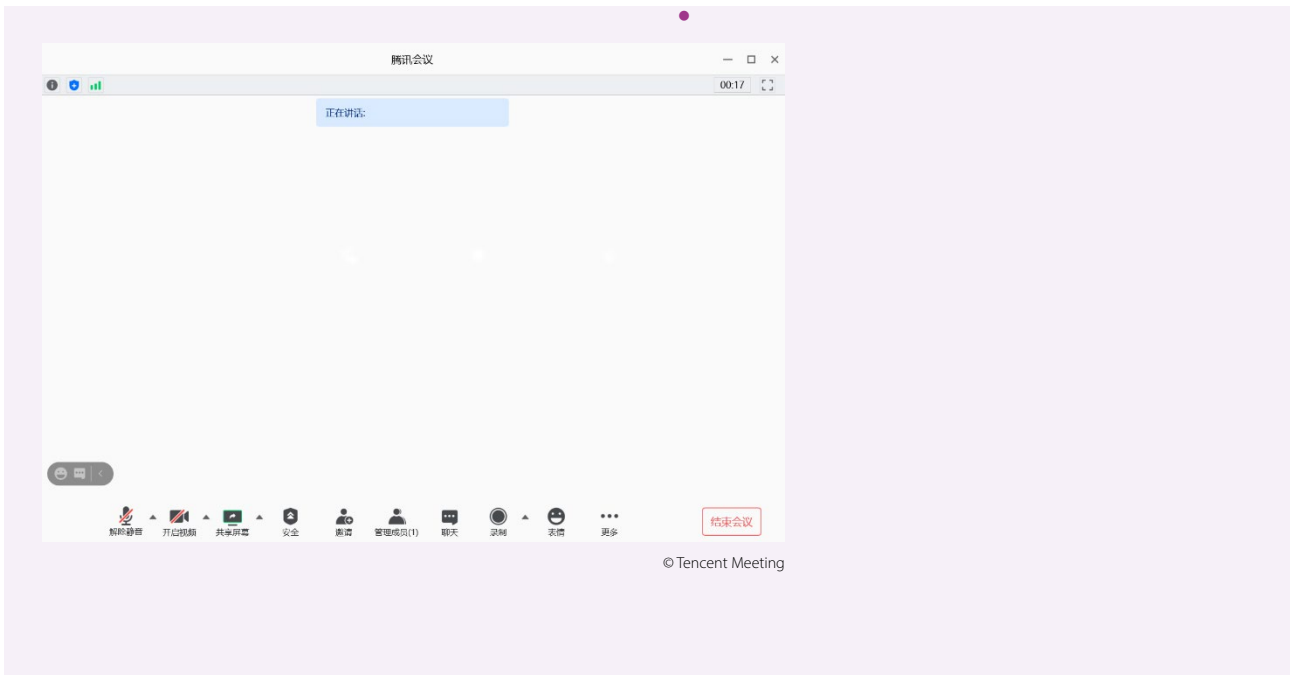 腾讯会议
00:17
正在讲话:
解除静音 开启视频 共享屏幕 安全 邀请 管理成员(1) 聊天 录制 表情 更多 结束会议
© Tencent Meeting